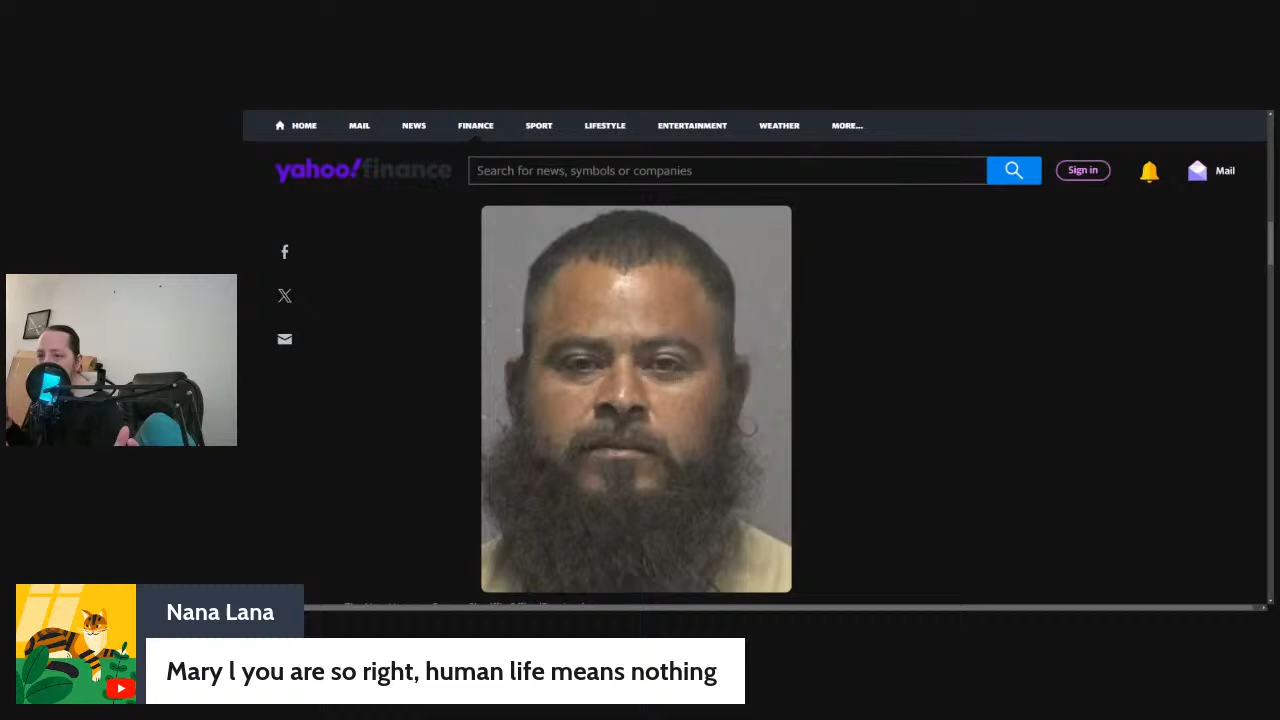 HOME MAIL NEWS FINANCE SPORT LIFESTYLE ENTERTAINMENT WEATHER MORE...
yahoo!finance Search for news, symbols or companies Sign in Mail
Nana Lana
Mary l you are so right, human life means nothing